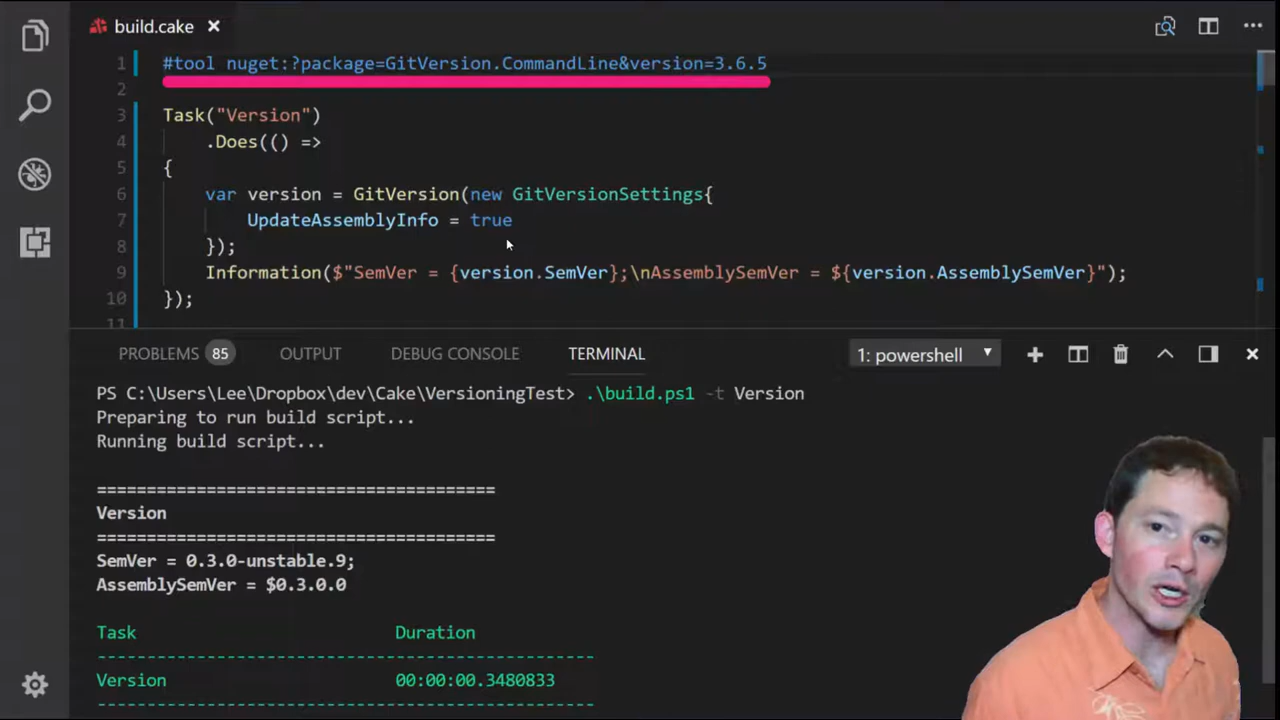 build.cake
1 #tool nuget:?package=GitVersion.CommandLine&version=3.6.5
2
3 Task("Version")
4 .Does(() =>
5 {
6 var version = GitVersion(new GitVersionSettings{
7 UpdateAssemblyInfo = true
8 });
9 Information($"SemVer = {version.SemVer};\nAssemblySemVer = ${version.AssemblySemVer}");
10 });
11
PROBLEMS 85 OUTPUT DEBUG CONSOLE TERMINAL 1: powershell
PS C:\Users\Lee\Dropbox\dev\Cake\VersioningTest> .\build.ps1 -t Version
Preparing to run build script...
Running build script...
========================================
Version
========================================
SemVer = 0.3.0-unstable.9;
AssemblySemVer = $0.3.0.0
Task Duration
--------------------------------------------------
Version 00:00:00.3480833
--------------------------------------------------